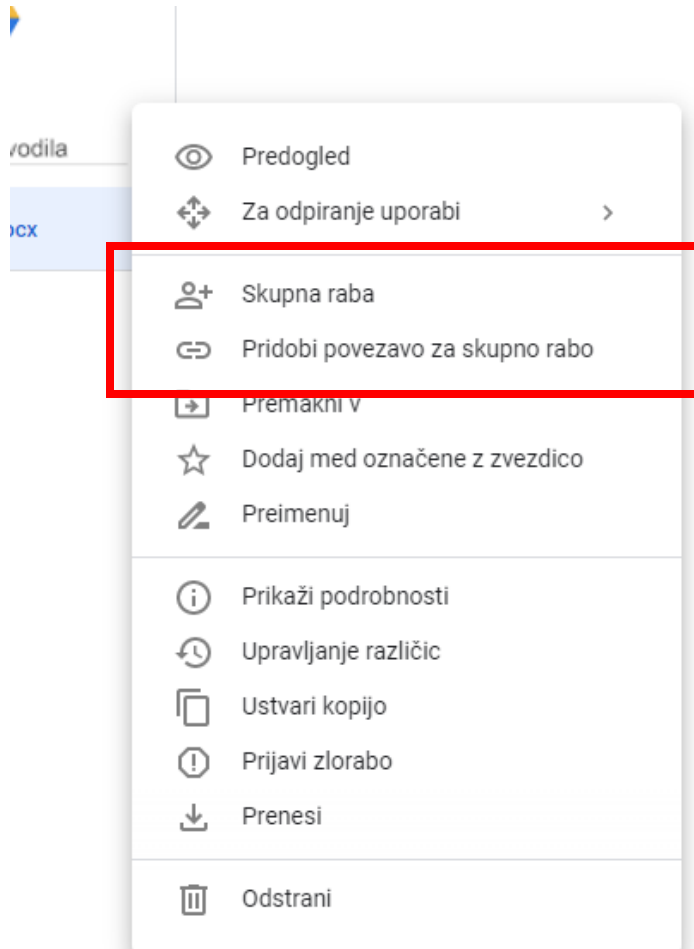 vodila
Predogled
Za odpiranje uporabi
ocx
Skupna raba
Pridobi povezavo za skupno rabo
Premakni v
Dodaj med označene z zvezdico
Preimenuj
Prikaži podrobnosti
Upravljanje različic
Ustvari kopijo
Prijavi zlorabo
Prenesi
Odstrani